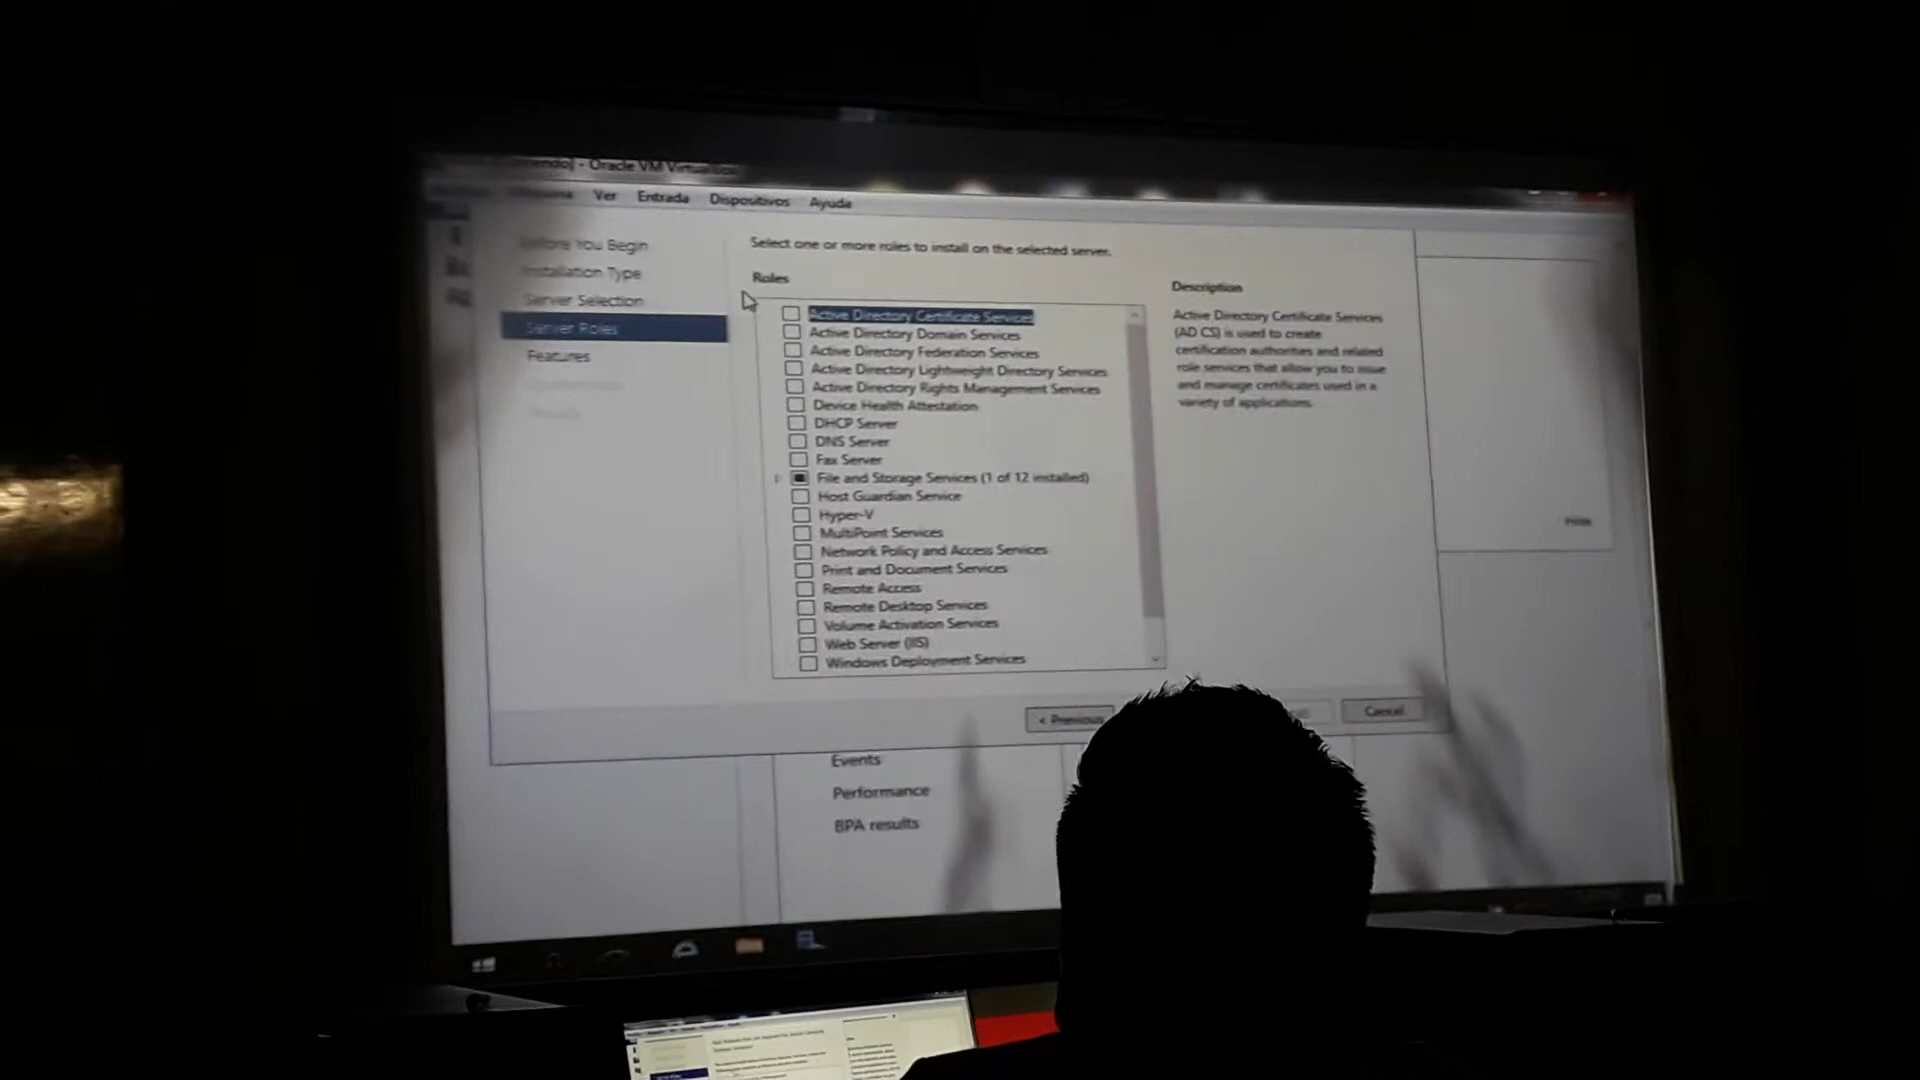 - Oracle VM VirtualBox
Ver Entrada Dispositivos Ayuda
Before You Begin
Installation Type
Server Selection
Server Roles
Features
Select one or more roles to install on the selected server.
Roles
Active Directory Certificate Services
Active Directory Domain Services
Active Directory Federation Services
Active Directory Lightweight Directory Services
Active Directory Rights Management Services
Device Health Attestation
DHCP Server
DNS Server
Fax Server
File and Storage Services (1 of 12 installed)
Host Guardian Service
Hyper-V
MultiPoint Services
Network Policy and Access Services
Print and Document Services
Remote Access
Remote Desktop Services
Volume Activation Services
Web Server (IIS)
Windows Deployment Services
Description
Active Directory Certificate Services
(AD CS) is used to create
certification authorities and related
role services that allow you to issue
and manage certificates used in a
variety of applications.
Hide
< Previous
Cancel
Events
Performance
BPA results